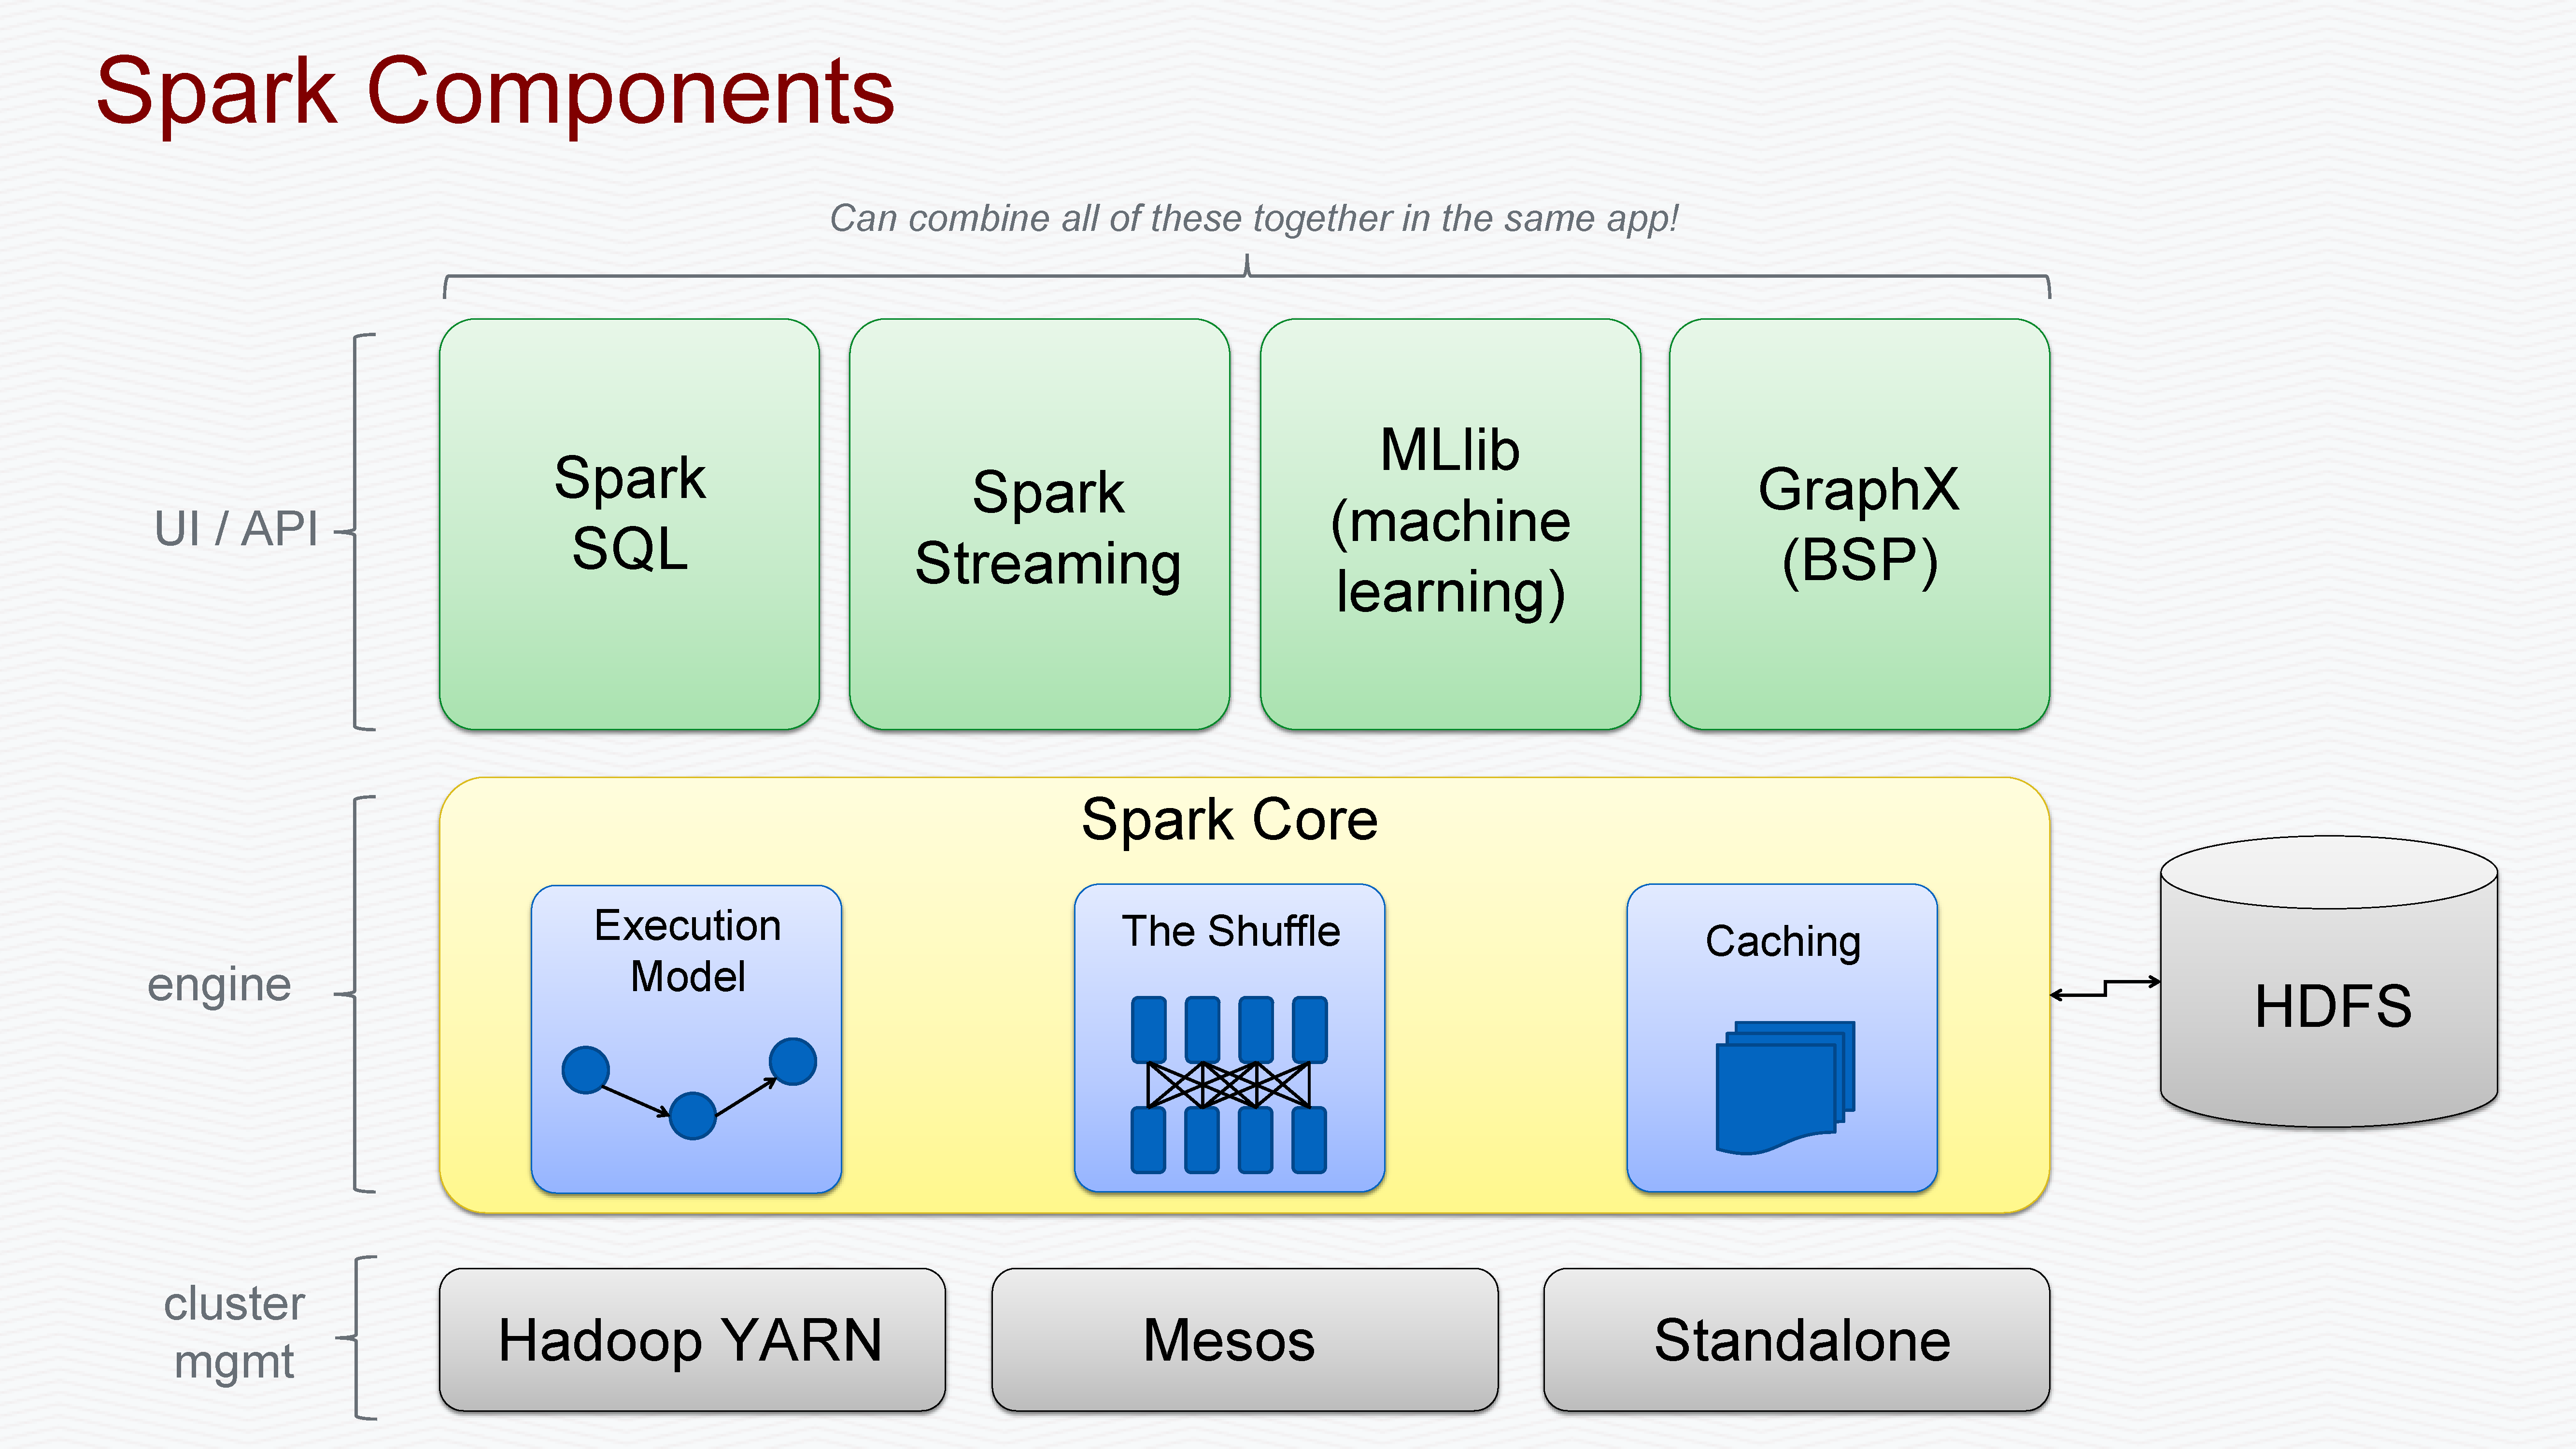 Spark Components
Can combine all of these together in the same app!
UI / API
Spark
SQL
Spark
Streaming
MLlib
(machine
learning)
GraphX
(BSP)
engine
Spark Core
Execution
Model
The Shuffle
Caching
HDFS
cluster
mgmt
Hadoop YARN
Mesos
Standalone